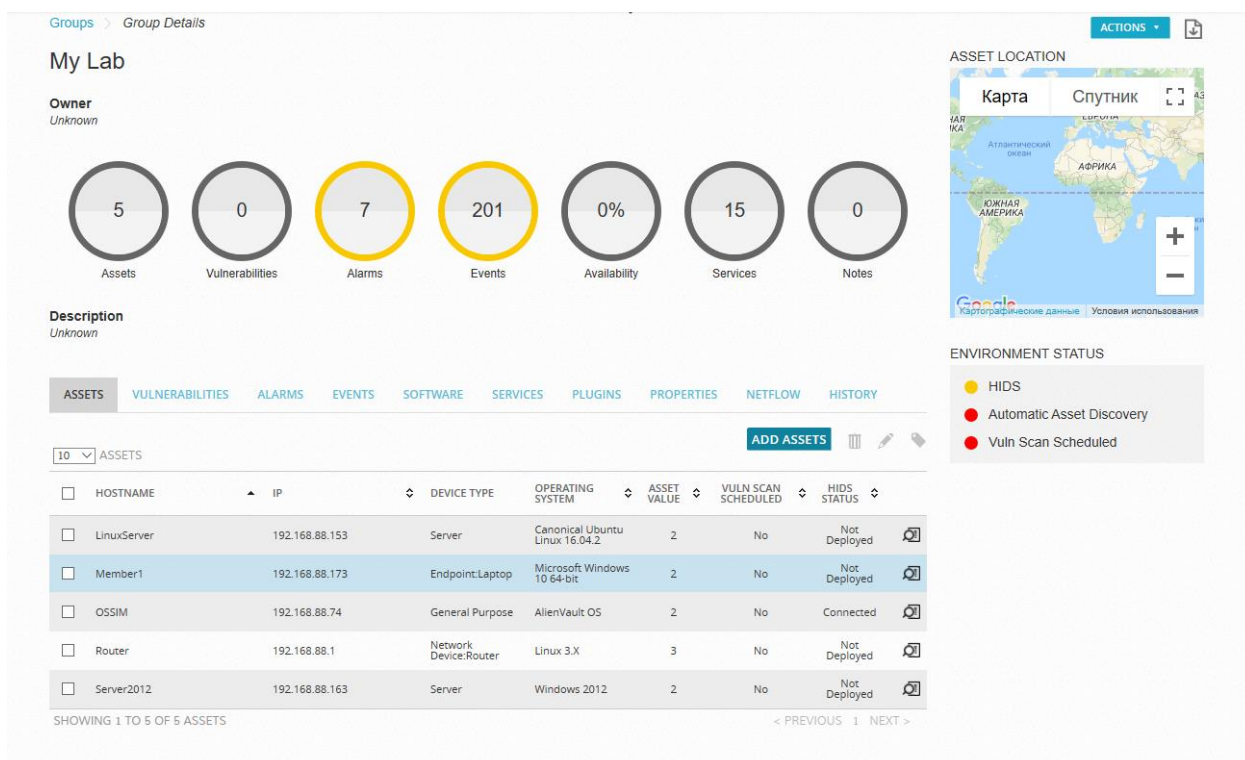 Groups > Group Details
ACTIONS
My Lab
Owner
Unknown
5
0
7
201
0%
15
0
Assets
Vulnerabilities
Alarms
Events
Availability
Services
Notes
Description
Unknown
ASSET LOCATION
Карта
Спутник
ЕВРОПА
Атлантический
океан
АФРИКА
ЮЖНАЯ
АМЕРИКА
+
−
Google
Картографические данные
Условия использования
ENVIRONMENT STATUS
HIDS
Automatic Asset Discovery
Vuln Scan Scheduled
ASSETS VULNERABILITIES ALARMS EVENTS SOFTWARE SERVICES PLUGINS PROPERTIES NETFLOW HISTORY
ADD ASSETS
10 ASSETS
HOSTNAME IP DEVICE TYPE OPERATING SYSTEM ASSET VALUE VULN SCAN SCHEDULED HIDS STATUS
LinuxServer 192.168.88.153 Server Canonical Ubuntu Linux 16.04.2 2 No Not Deployed
Member1 192.168.88.173 Endpoint:Laptop Microsoft Windows 10 64-bit 2 No Not Deployed
OSSIM 192.168.88.74 General Purpose AlienVault OS 2 No Connected
Router 192.168.88.1 Network Device:Router Linux 3.X 3 No Not Deployed
Server2012 192.168.88.163 Server Windows 2012 2 No Not Deployed
SHOWING 1 TO 5 OF 5 ASSETS
< PREVIOUS 1 NEXT >